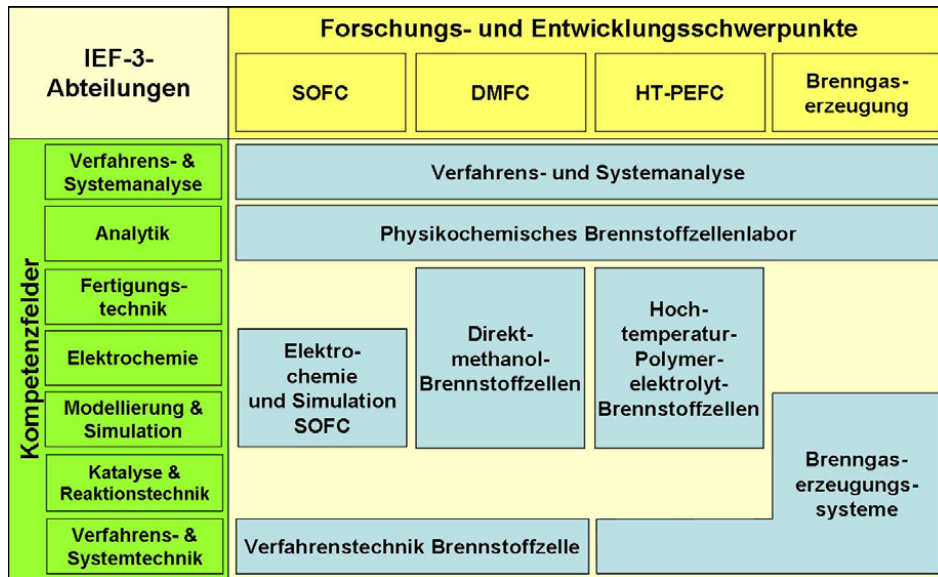 IEF-3-
Abteilungen
Forschungs- und Entwicklungsschwerpunkte
SOFC
DMFC
HT-PEFC
Brenngas-
erzeugung
Kompetenzfelder
Verfahrens- &
Systemanalyse
Verfahrens- und Systemanalyse
Analytik
Physikochemisches Brennstoffzellenlabor
Fertigungs-
technik
Elektrochemie
Modellierung &
Simulation
Katalyse &
Reaktionstechnik
Verfahrens- &
Systemtechnik
Elektro-
chemie
und Simulation
SOFC
Direkt-
methanol-
Brennstoffzellen
Hoch-
temperatur-
Polymer-
elektrolyt-
Brennstoffzellen
Brenngas-
erzeugungs-
systeme
Verfahrenstechnik Brennstoffzelle